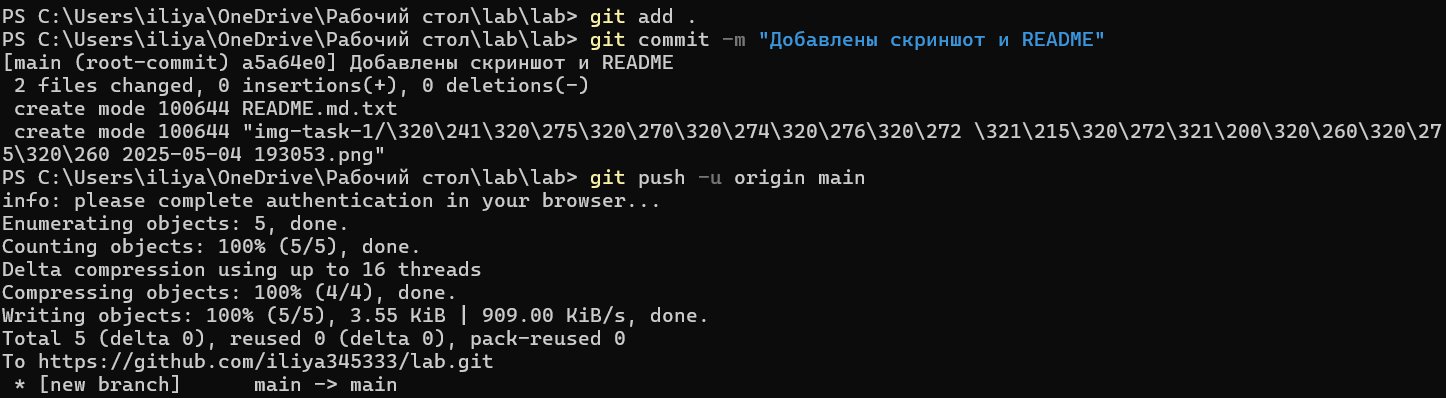 PS C:\Users\iliya\OneDrive\Рабочий стол\lab\lab> git add .
PS C:\Users\iliya\OneDrive\Рабочий стол\lab\lab> git commit -m "Добавлены скриншот и README"
[main (root-commit) a5a64e0] Добавлены скриншот и README
 2 files changed, 0 insertions(+), 0 deletions(-)
 create mode 100644 README.md.txt
 create mode 100644 "img-task-1/\320\241\320\275\320\270\320\274\320\276\320\272 \321\215\320\272\321\200\320\260\320\27
5\320\260 2025-05-04 193053.png"
PS C:\Users\iliya\OneDrive\Рабочий стол\lab\lab> git push -u origin main
info: please complete authentication in your browser...
Enumerating objects: 5, done.
Counting objects: 100% (5/5), done.
Delta compression using up to 16 threads
Compressing objects: 100% (4/4), done.
Writing objects: 100% (5/5), 3.55 KiB | 909.00 KiB/s, done.
Total 5 (delta 0), reused 0 (delta 0), pack-reused 0
To https://github.com/iliya345333/lab.git
 * [new branch]      main -> main